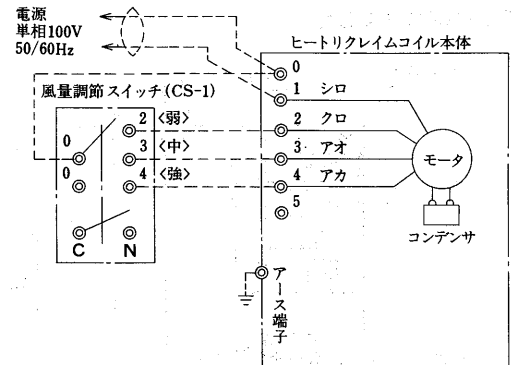 電源
単相100V
50/60Hz
ヒートリクレイムコイル本体
風量調節スイッチ(CS-1)
0
1 シロ
2 クロ
3 アオ
4 アカ
5
2 <弱>
3 <中>
4 <強>
0
0
C N
モータ
コンデンサ
アース端子